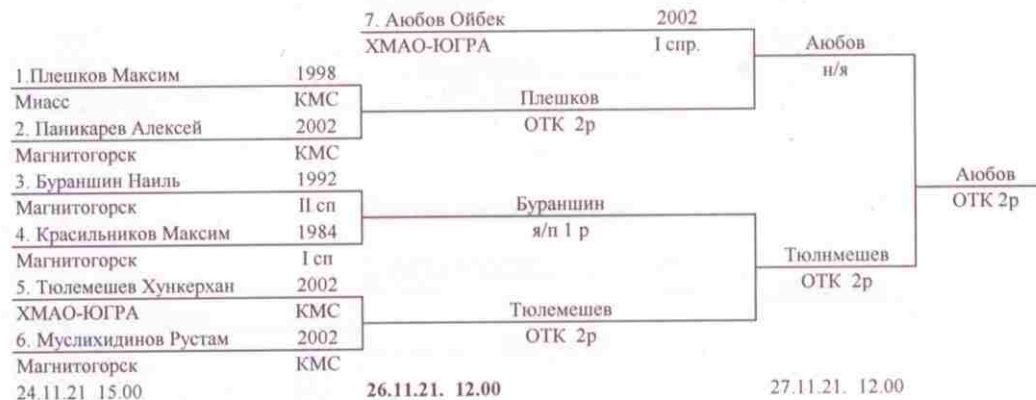 7. Аюбов Ойбек 2002
ХМАО-ЮГРА I спр. Аюбов
1.Плешков Максим 1998 н/я
Миасс КМС Плешков
2. Паникарев Алексей 2002 ОТК 2р
Магнитогорск КМС
3. Бураншин Наиль 1992 Аюбов
Магнитогорск II сп Бураншин ОТК 2р
4. Красильников Максим 1984 я/п 1 р
Магнитогорск I сп Тюлнмешев
5. Тюлемешев Хункерхан 2002 ОТК 2р
ХМАО-ЮГРА КМС Тюлемешев
6. Муслихидинов Рустам 2002 ОТК 2р
Магнитогорск КМС
24.11.21 15.00 26.11.21. 12.00 27.11.21. 12.00